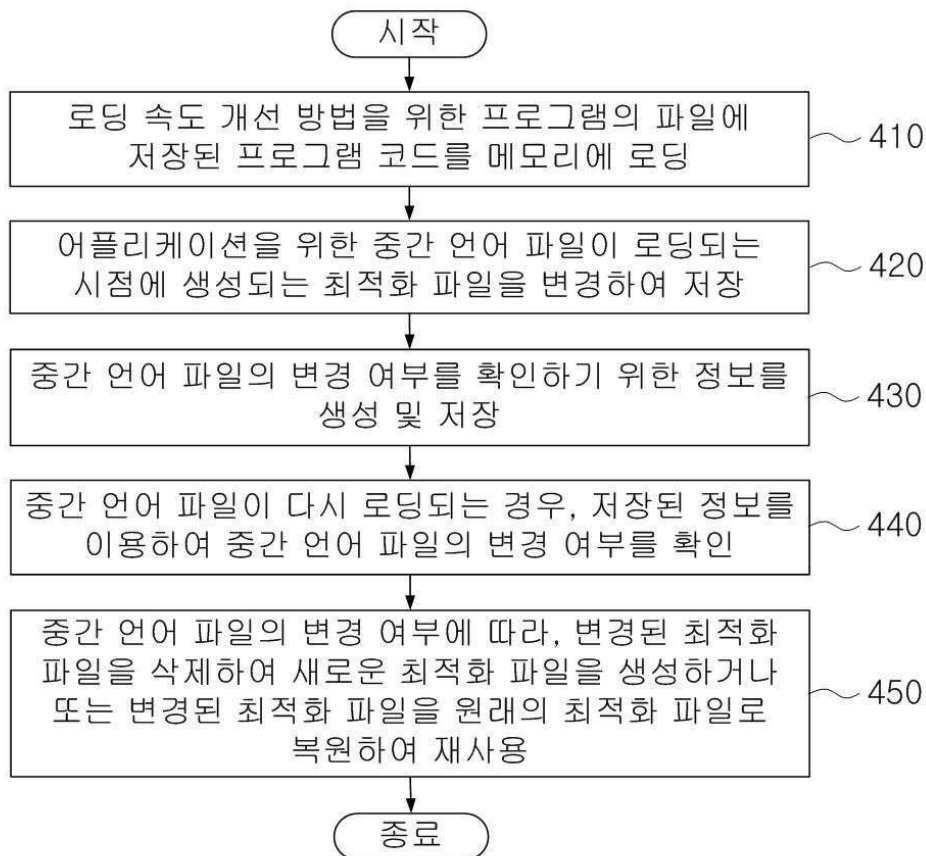 시작
로딩 속도 개선 방법을 위한 프로그램의 파일에
저장된 프로그램 코드를 메모리에 로딩
410
어플리케이션을 위한 중간 언어 파일이 로딩되는
시점에 생성되는 최적화 파일을 변경하여 저장
420
중간 언어 파일의 변경 여부를 확인하기 위한 정보를
생성 및 저장
430
중간 언어 파일이 다시 로딩되는 경우, 저장된 정보를
이용하여 중간 언어 파일의 변경 여부를 확인
440
중간 언어 파일의 변경 여부에 따라, 변경된 최적화
파일을 삭제하여 새로운 최적화 파일을 생성하거나
또는 변경된 최적화 파일을 원래의 최적화 파일로
복원하여 재사용
450
종료